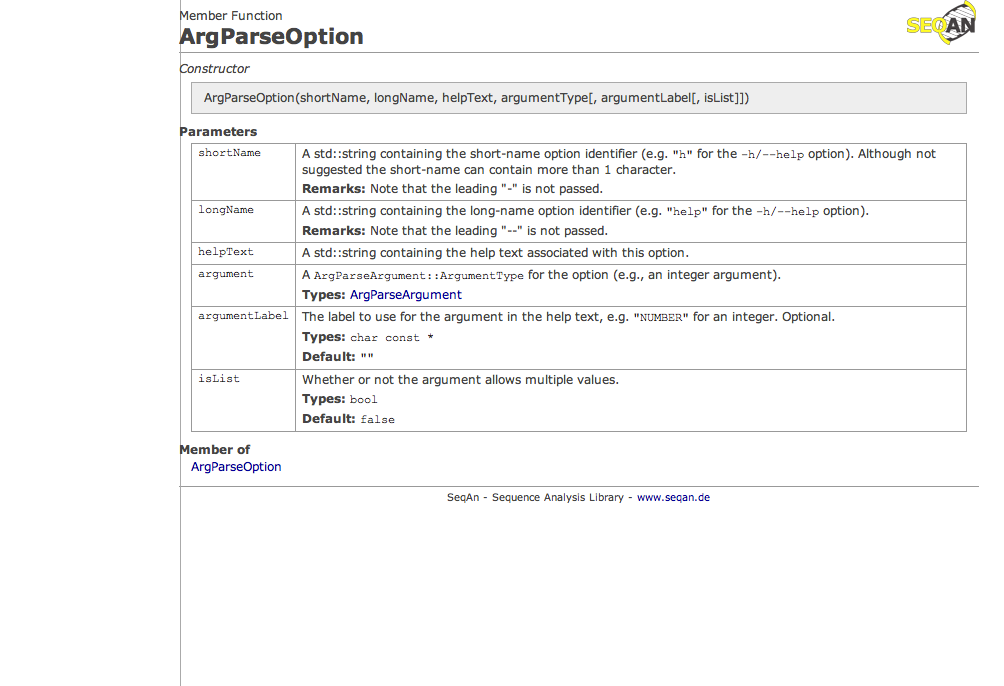 Member Function
ArgParseOption
SEQAN
Constructor
ArgParseOption(shortName, longName, helpText, argumentType[, argumentLabel[, isList]])
Parameters
shortName
A std::string containing the short-name option identifier (e.g. "h" for the -h/--help option). Although not
suggested the short-name can contain more than 1 character.
Remarks: Note that the leading "-" is not passed.
longName
A std::string containing the long-name option identifier (e.g. "help" for the -h/--help option).
Remarks: Note that the leading "--" is not passed.
helpText
A std::string containing the help text associated with this option.
argument
A ArgParseArgument::ArgumentType for the option (e.g., an integer argument).
Types: ArgParseArgument
argumentLabel
The label to use for the argument in the help text, e.g. "NUMBER" for an integer. Optional.
Types: char const *
Default: ""
isList
Whether or not the argument allows multiple values.
Types: bool
Default: false
Member of
ArgParseOption
SeqAn - Sequence Analysis Library - www.seqan.de